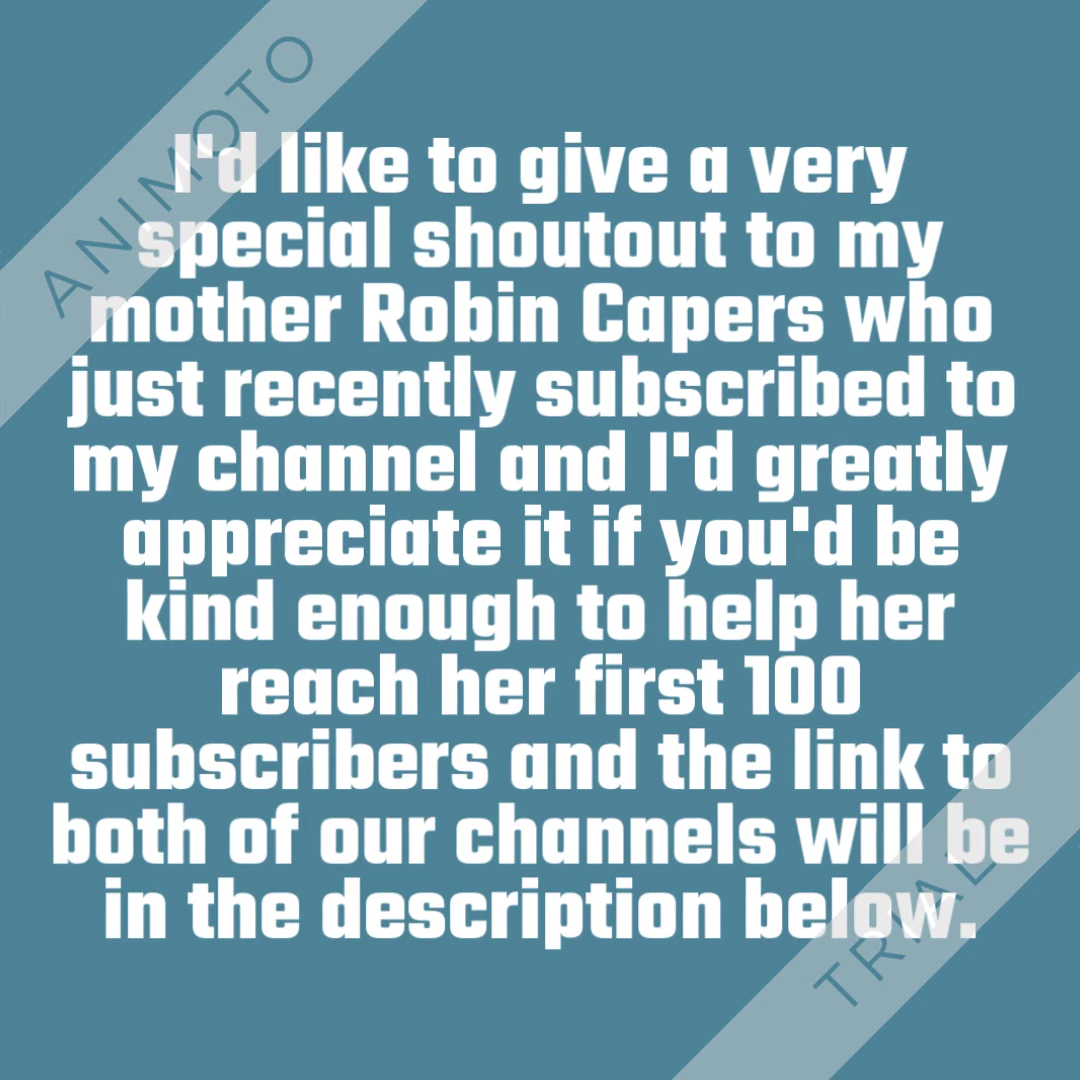 ANIMOTO
I'd like to give a very
special shoutout to my
mother Robin Capers who
just recently subscribed to
my channel and I'd greatly
appreciate it if you'd be
kind enough to help her
reach her first 100
subscribers and the link to
both of our channels will be
in the description below.
TRIAL